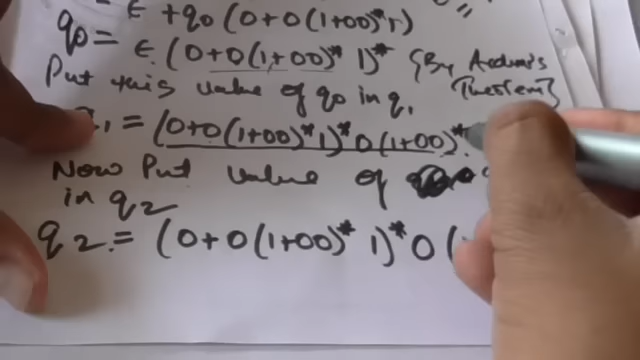 ∈ + q0 (0+0(1+00)*1)
q0 = ∈. (0+0(1+00)* 1)* {By Arden's
Put this value of q0 in q1 Theorem}
q1 = (0+0(1+00)*1)* 0(1+00)*
Now Put value of
in q2
q2 = (0+0(1+00)* 1)* 0 (